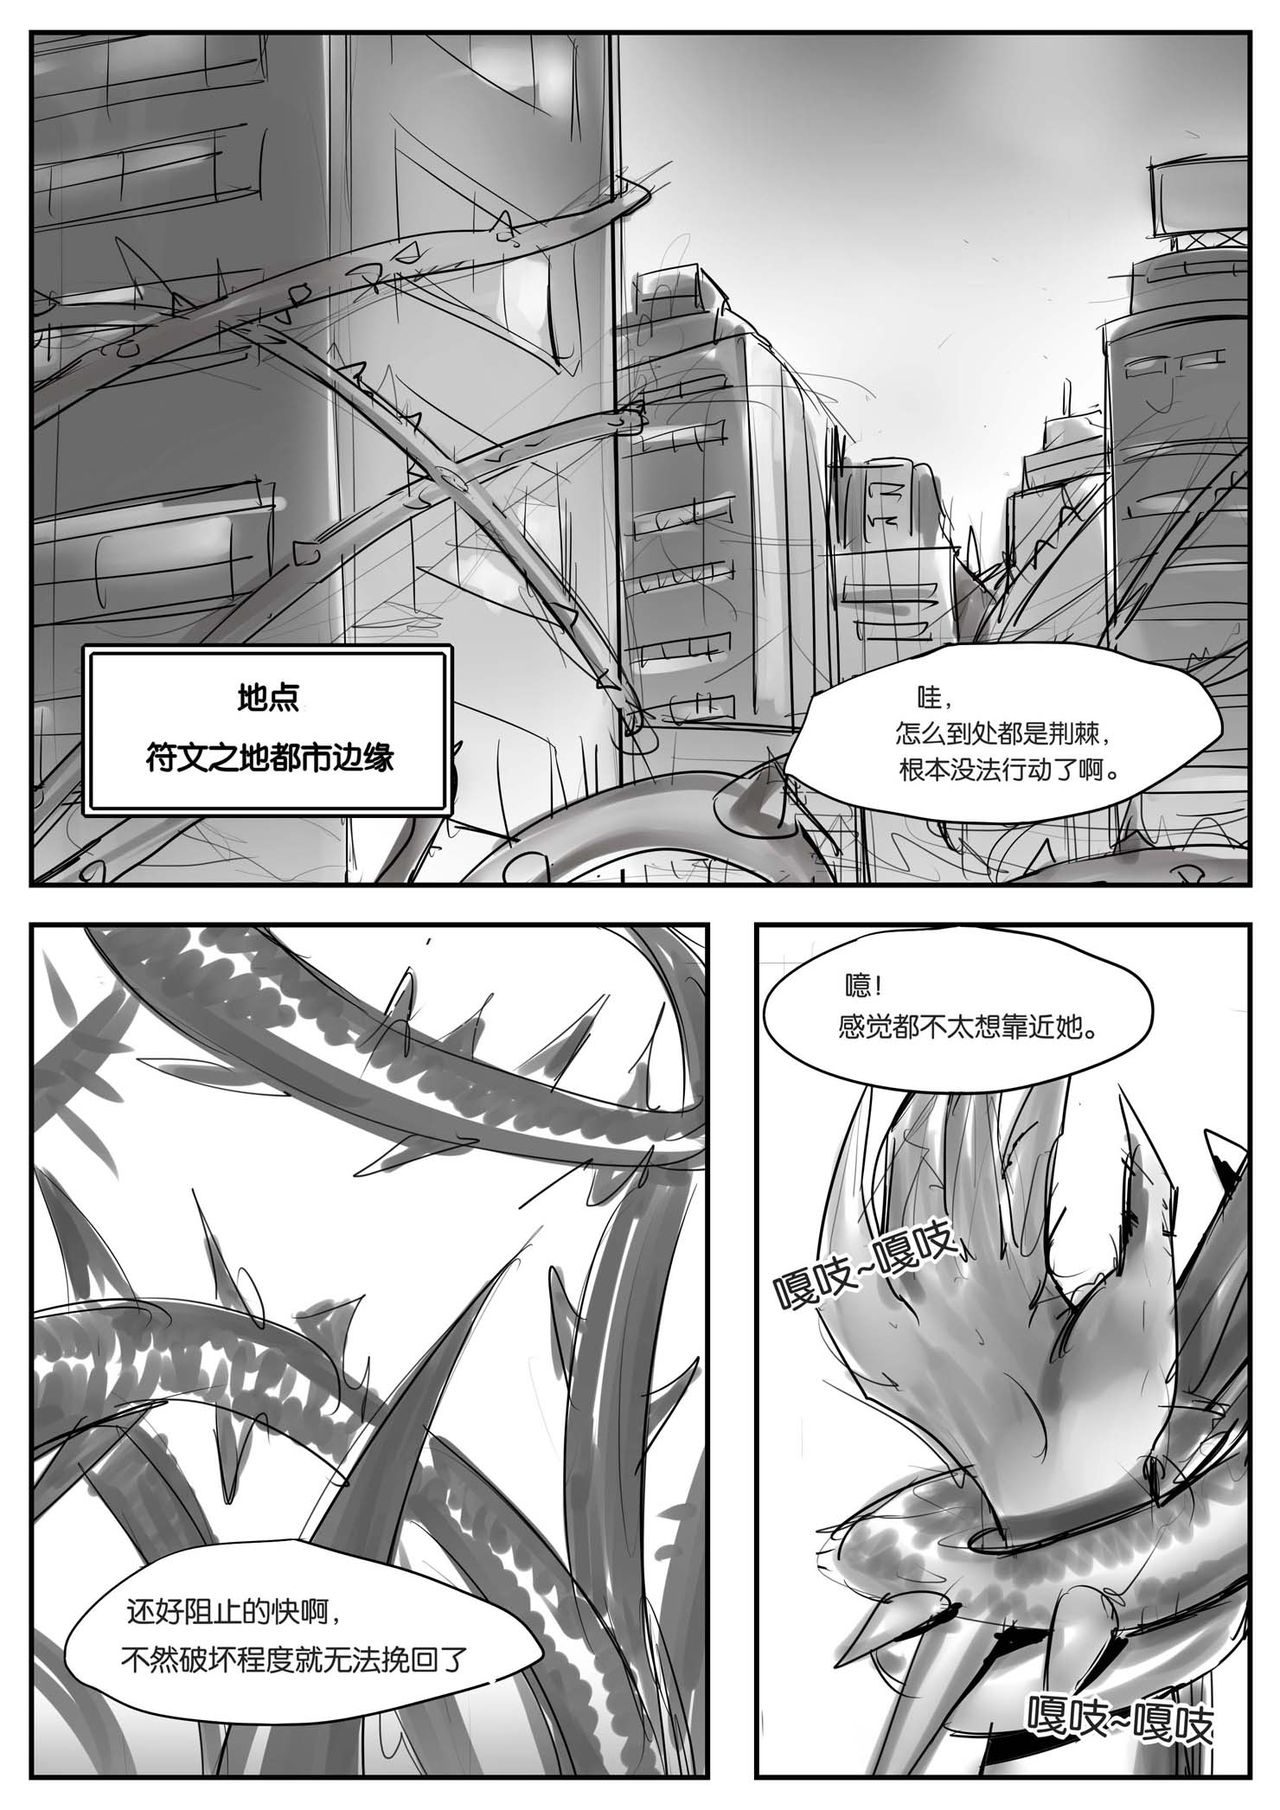 地点
符文之地都市边缘
哇，
怎么到处都是荆棘，
根本没法行动了啊。
还好阻止的快啊，
不然破坏程度就无法挽回了
噫！
感觉都不太想靠近她。
嘎吱~嘎吱
嘎吱~嘎吱